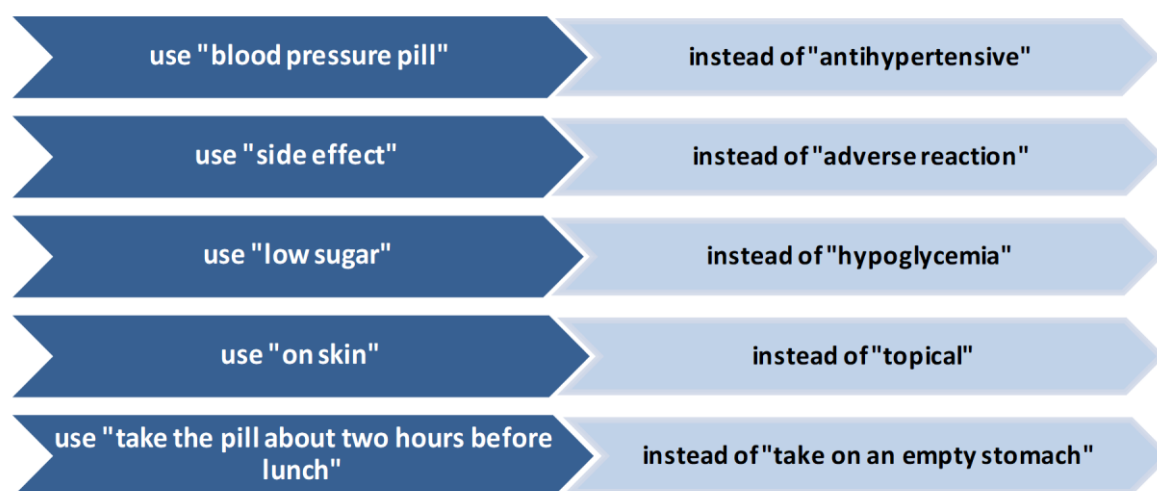 use "blood pressure pill"
instead of "antihypertensive"
use "side effect"
instead of "adverse reaction"
use "low sugar"
instead of "hypoglycemia"
use "on skin"
instead of "topical"
use "take the pill about two hours before
lunch"
instead of "take on an empty stomach"